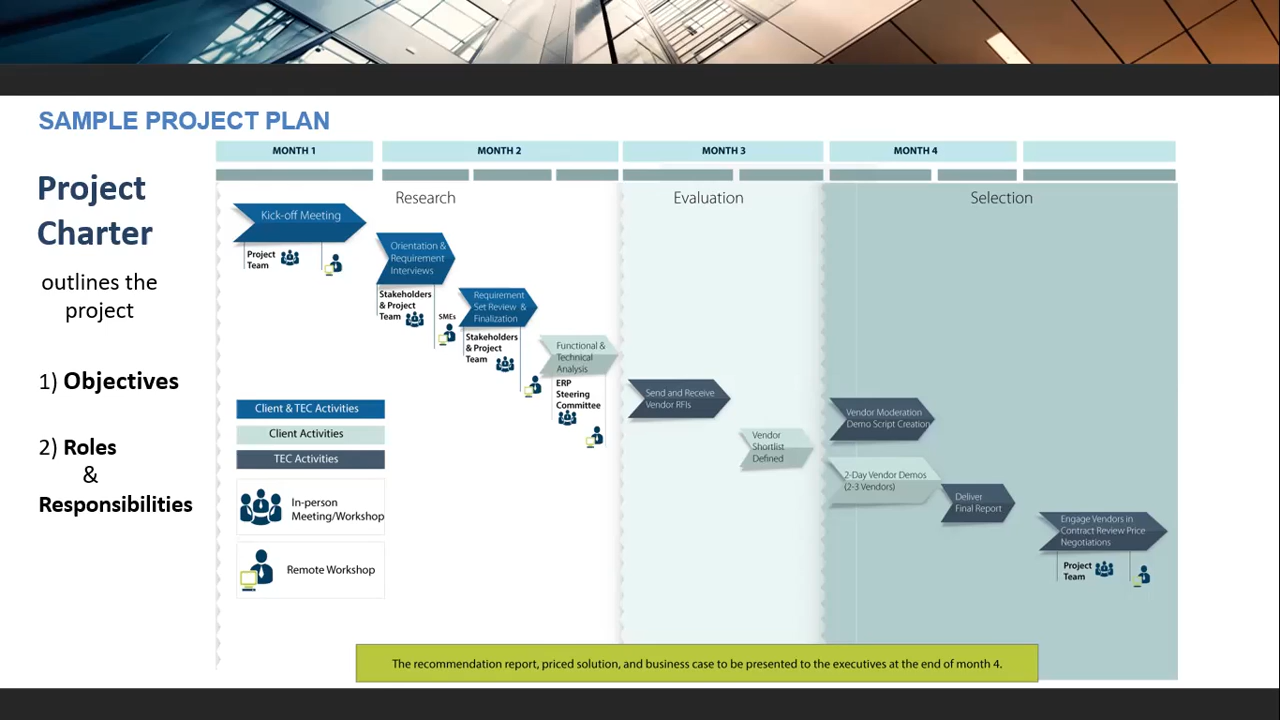 SAMPLE PROJECT PLAN
Project
Charter
outlines the
project
1) Objectives
2) Roles
&
Responsibilities
MONTH 1
MONTH 2
MONTH 3
MONTH 4
Research
Evaluation
Selection
Kick-off Meeting
Project
Team
Orientation &
Requirement
Interviews
Stakeholders
& Project
Team
SMEs
Requirement
Set Review &
Finalization
Stakeholders
& Project
Team
Functional &
Technical
Analysis
ERP
Steering
Committee
Send and Receive
Vendor RFIs
Vendor
Shortlist
Defined
Vendor Moderation
Demo Script Creation
2-Day Vendor Demos
(2-3 Vendors)
Deliver
Final Report
Engage Vendors in
Contract Review Price
Negotiations
Project
Team
Client & TEC Activities
Client Activities
TEC Activities
In-person
Meeting/Workshop
Remote Workshop
The recommendation report, priced solution, and business case to be presented to the executives at the end of month 4.